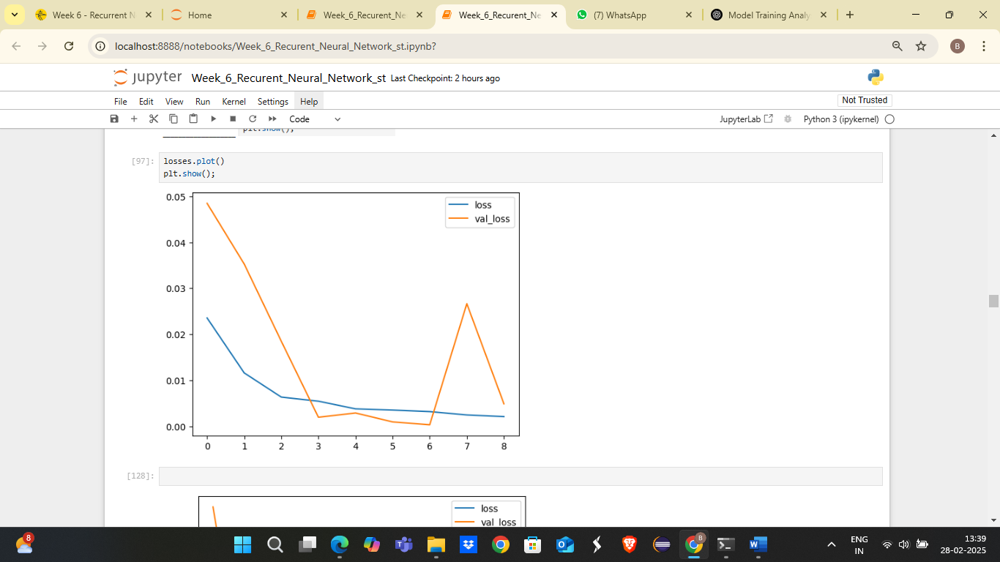 Week 6 - Recurrent N
Home
Week_6_Recurent_Ne
Week_6_Recurent_Ne
(7) WhatsApp
Model Training Analy
localhost:8888/notebooks/Week_6_Recurent_Neural_Network_st.ipynb?
B
jupyter Week_6_Recurent_Neural_Network_st Last Checkpoint: 2 hours ago
File Edit View Run Kernel Settings Help
Not Trusted
Code
JupyterLab
Python 3 (ipykernel)
plt.show();
[97]:
losses.plot()
plt.show();
0.05
0.04
0.03
0.02
0.01
0.00
loss
val_loss
0 1 2 3 4 5 6 7 8
[128]:
loss
val_loss
8
B
ENG
IN
13:39
28-02-2025